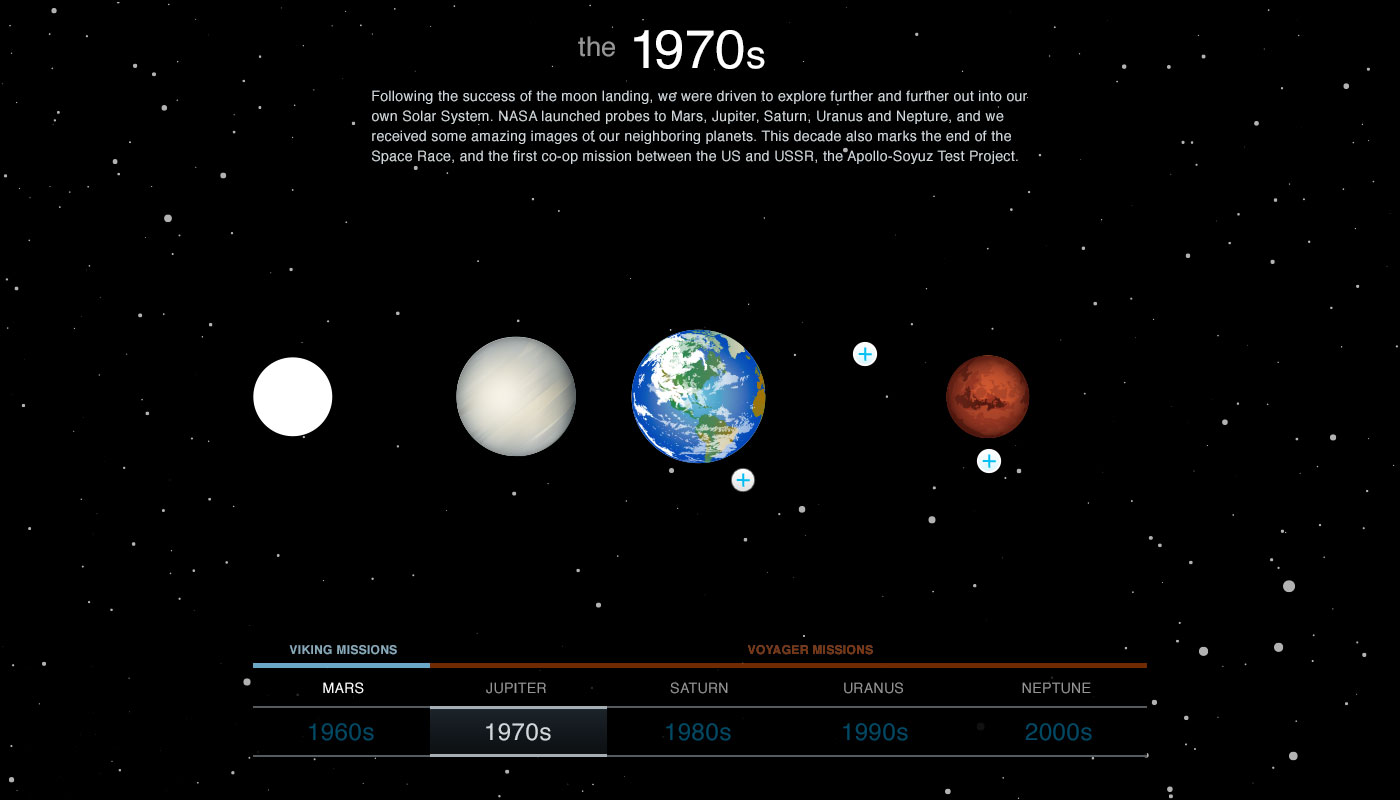 the 1970s
Following the success of the moon landing, we were driven to explore further and further out into our
own Solar System. NASA launched probes to Mars, Jupiter, Saturn, Uranus and Nepture, and we
received some amazing images of our neighboring planets. This decade also marks the end of the
Space Race, and the first co-op mission between the US and USSR, the Apollo-Soyuz Test Project.
VIKING MISSIONS VOYAGER MISSIONS
MARS JUPITER SATURN URANUS NEPTUNE
1960s 1970s 1980s 1990s 2000s